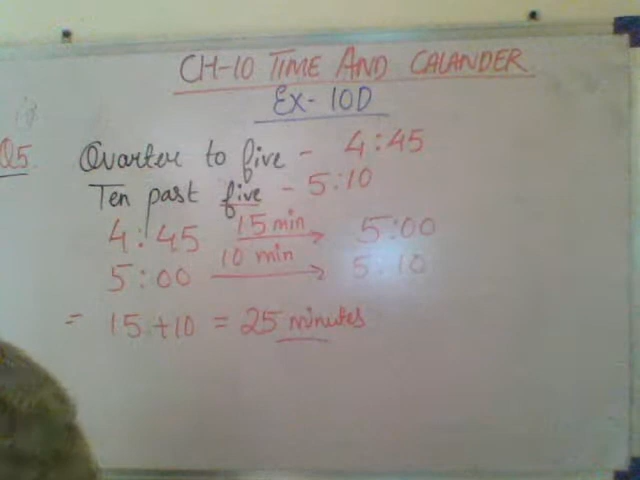 CH-10 TIME AND CALANDER
EX- 10D
Q5. Quarter to five - 4:45
Ten past five - 5:10
4:45 15 min → 5:00
5:00 10 min → 5:10
= 15 + 10 = 25 minutes